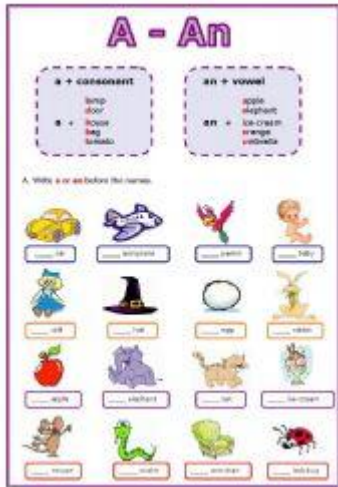 A - An
a + consonant
an + vowel
lamp
door
a + house
bag
tomato
apple
elephant
an + ice-cream
orange
umbrella
A. Write a or an before the names.
____ car ____ aeroplane ____ parrot ____ baby
____ doll ____ hat ____ egg ____ rabbit
____ apple ____ elephant ____ cat ____ ice-cream
____ mouse ____ snake ____ armchair ____ ladybug